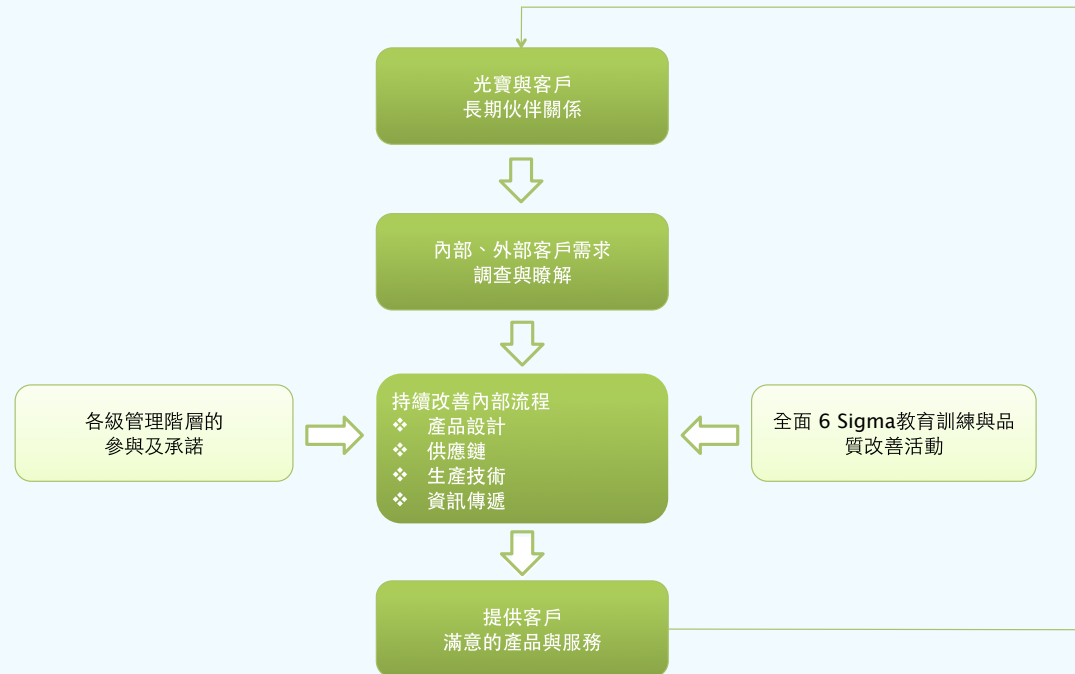 光寶與客戶
長期伙伴關係
內部、外部客戶需求
調查與瞭解
各級管理階層的
參與及承諾
持續改善內部流程
❖ 產品設計
❖ 供應鏈
❖ 生產技術
❖ 資訊傳遞
全面 6 Sigma教育訓練與品
質改善活動
提供客戶
滿意的產品與服務